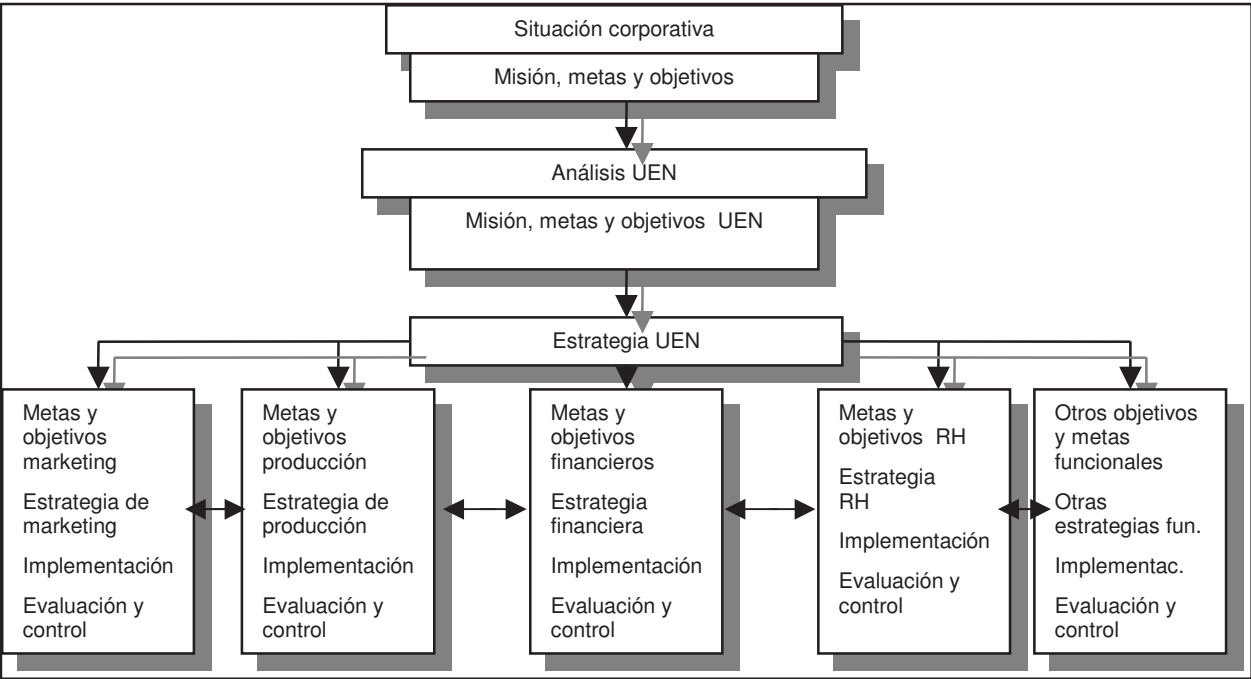 Situación corporativa
Misión, metas y objetivos
Análisis UEN
Misión, metas y objetivos  UEN
Estrategia UEN
Metas y
objetivos
marketing
Estrategia de
marketing
Implementación
Evaluación y
control
Metas y
objetivos
producción
Estrategia de
producción
Implementación
Evaluación y
control
Metas y
objetivos
financieros
Estrategia
financiera
Implementación
Evaluación y
control
Metas y
objetivos  RH
Estrategia
RH
Implementación
Evaluación y
control
Otros objetivos
y metas
funcionales
Otras
estrategias fun.
Implementac.
Evaluación y
control